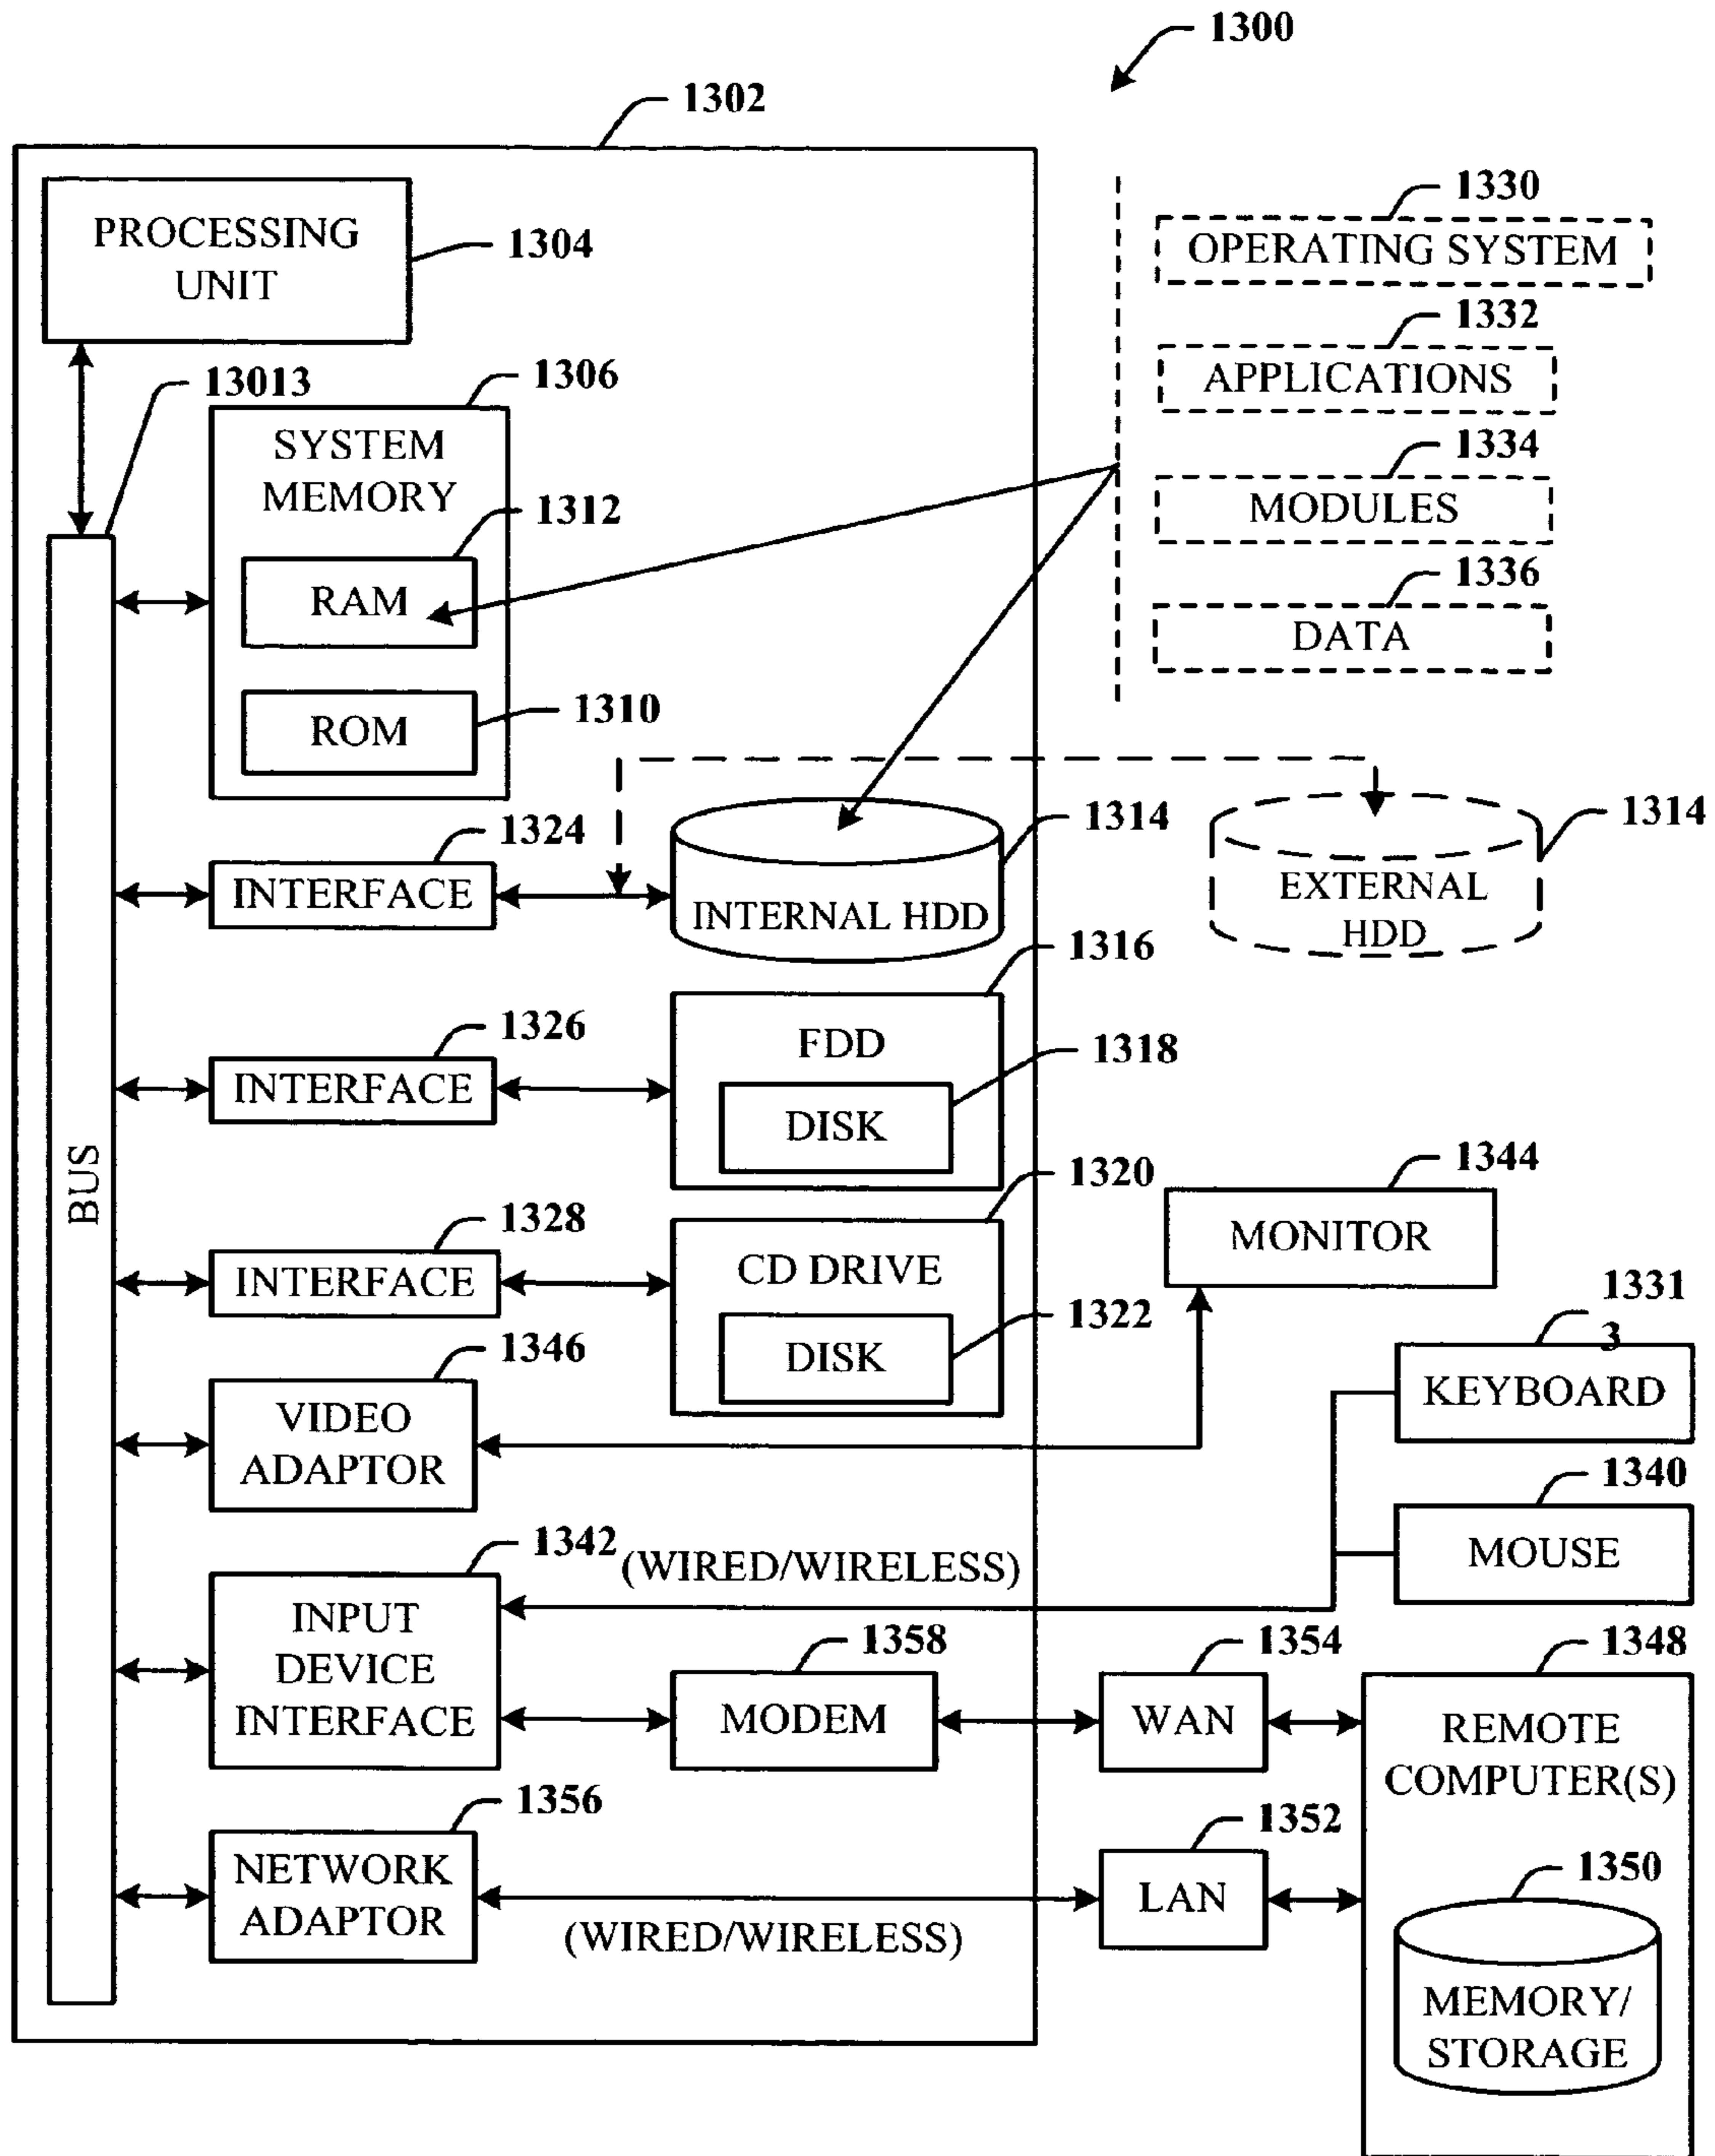 1300
1302
PROCESSING
UNIT
1304
1330
OPERATING SYSTEM
1332
APPLICATIONS
1334
MODULES
1336
DATA
13013
1306
SYSTEM
MEMORY
1312
RAM
1310
ROM
1324
INTERFACE
1314
INTERNAL HDD
1314
EXTERNAL
HDD
1316
FDD
1326
INTERFACE
1318
DISK
BUS
1320
CD DRIVE
1328
INTERFACE
1322
DISK
1344
MONITOR
1331
3
KEYBOARD
1346
VIDEO
ADAPTOR
1340
MOUSE
1342
(WIRED/WIRELESS)
INPUT
DEVICE
INTERFACE
1358
MODEM
1354
WAN
1348
REMOTE
COMPUTER(S)
1356
NETWORK
ADAPTOR
(WIRED/WIRELESS)
1352
LAN
1350
MEMORY/
STORAGE